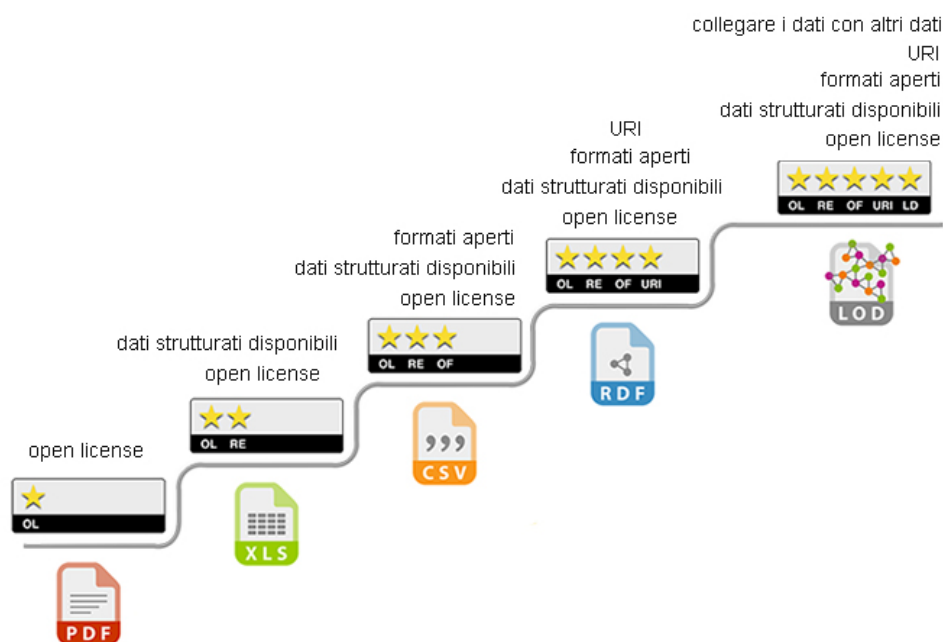 collegare i dati con altri dati
URI
formati aperti
dati strutturati disponibili
open license
OL RE OF URI LD
LOD
URI
formati aperti
dati strutturati disponibili
open license
OL RE OF URI
RDF
formati aperti
dati strutturati disponibili
open license
OL RE OF
,,,
CSV
dati strutturati disponibili
open license
OL RE
XLS
open license
OL
PDF